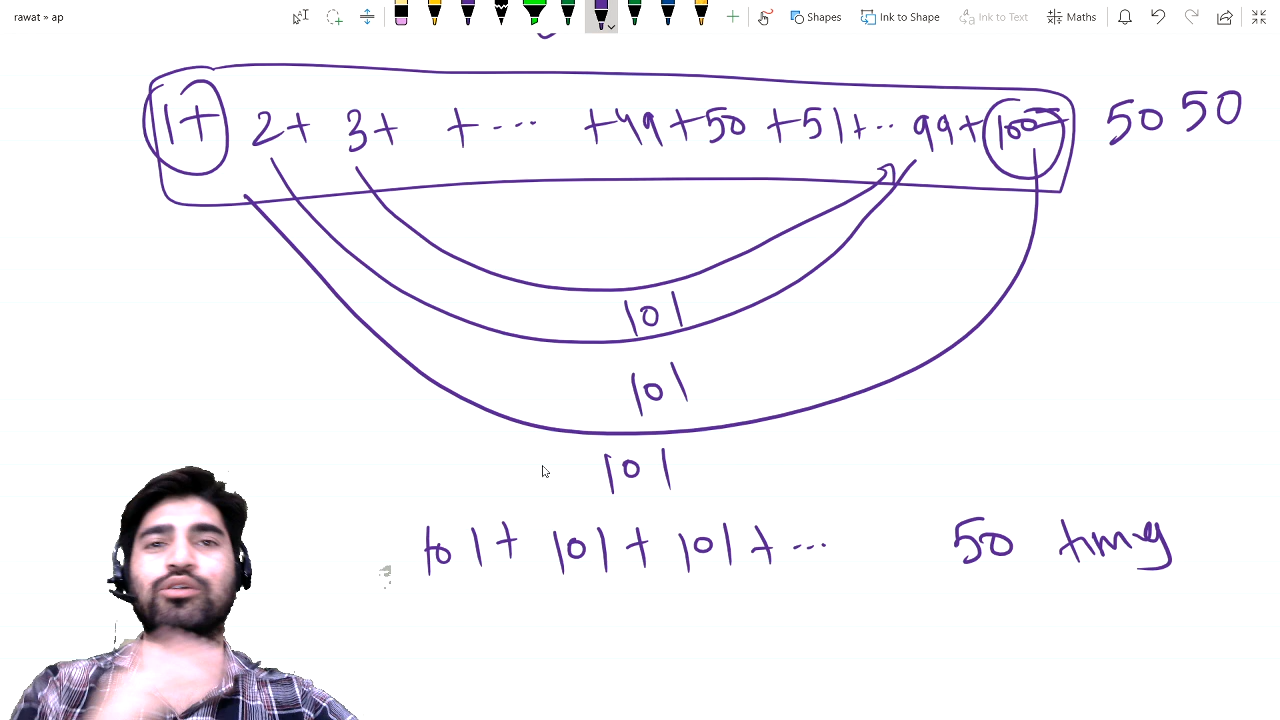 rawat » ap
Shapes
Ink to Shape
Ink to Text
Maths
1+ 2+ 3+ +... +49+50 +51+.. 99+100 5050
101
101
101
101+ 101+ 101+... 50 times